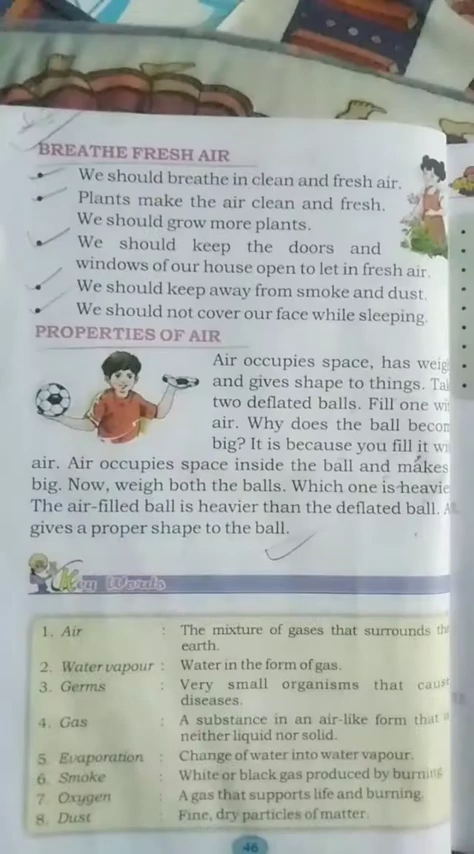 BREATHE FRESH AIR
• We should breathe in clean and fresh air.
• Plants make the air clean and fresh.
We should grow more plants.
• We should keep the doors and
windows of our house open to let in fresh air.
• We should keep away from smoke and dust.
• We should not cover our face while sleeping.
PROPERTIES OF AIR
Air occupies space, has weig
and gives shape to things. Ta
two deflated balls. Fill one wi
air. Why does the ball becom
big? It is because you fill it wi
air. Air occupies space inside the ball and makes
big. Now, weigh both the balls. Which one is heavie
The air-filled ball is heavier than the deflated ball. A
gives a proper shape to the ball.
Key Words
1. Air : The mixture of gases that surrounds the
earth.
2. Water vapour : Water in the form of gas.
3. Germs : Very small organisms that cause
diseases.
4. Gas : A substance in an air-like form that
neither liquid nor solid.
5. Evaporation : Change of water into water vapour.
6. Smoke : White or black gas produced by burning
7. Oxygen : A gas that supports life and burning.
8. Dust : Fine, dry particles of matter.
46